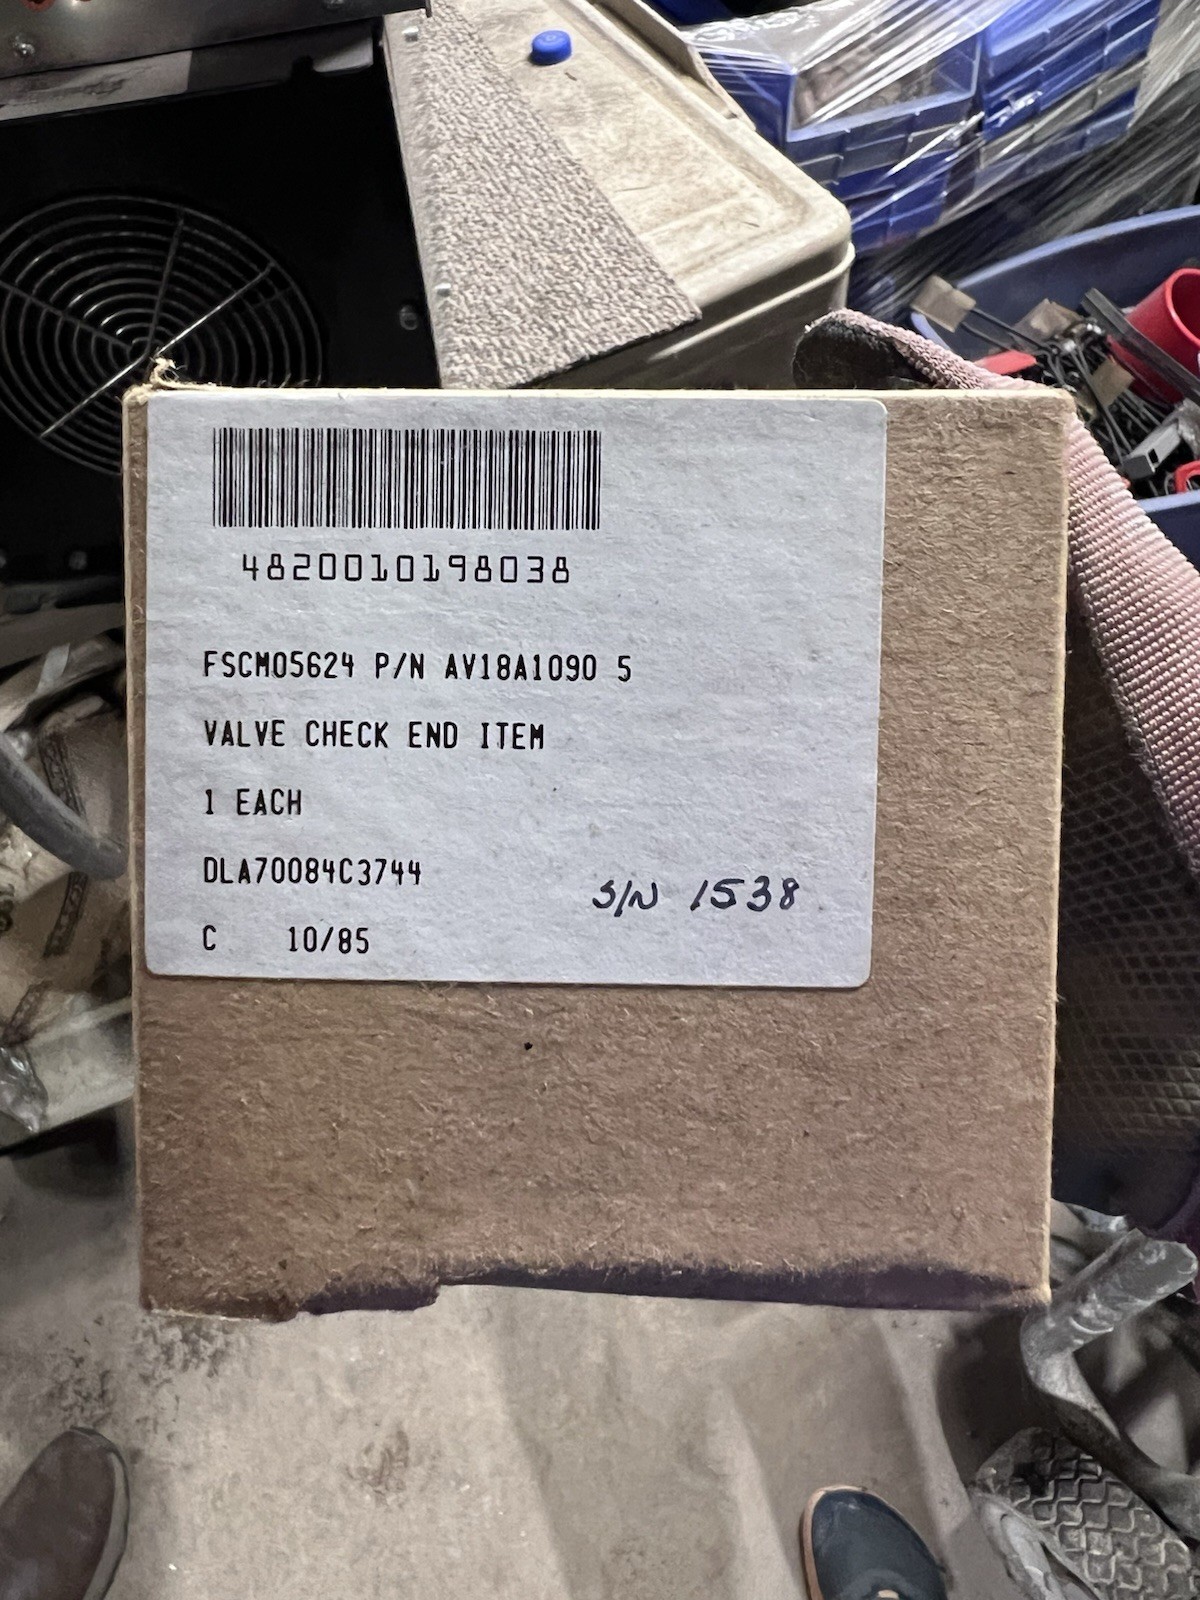 4820010198038
FSCM05624 P/N AV18A1090 5
VALVE CHECK END ITEM
1 EACH
DLA70084C3744
S/N 1538
C 10/85